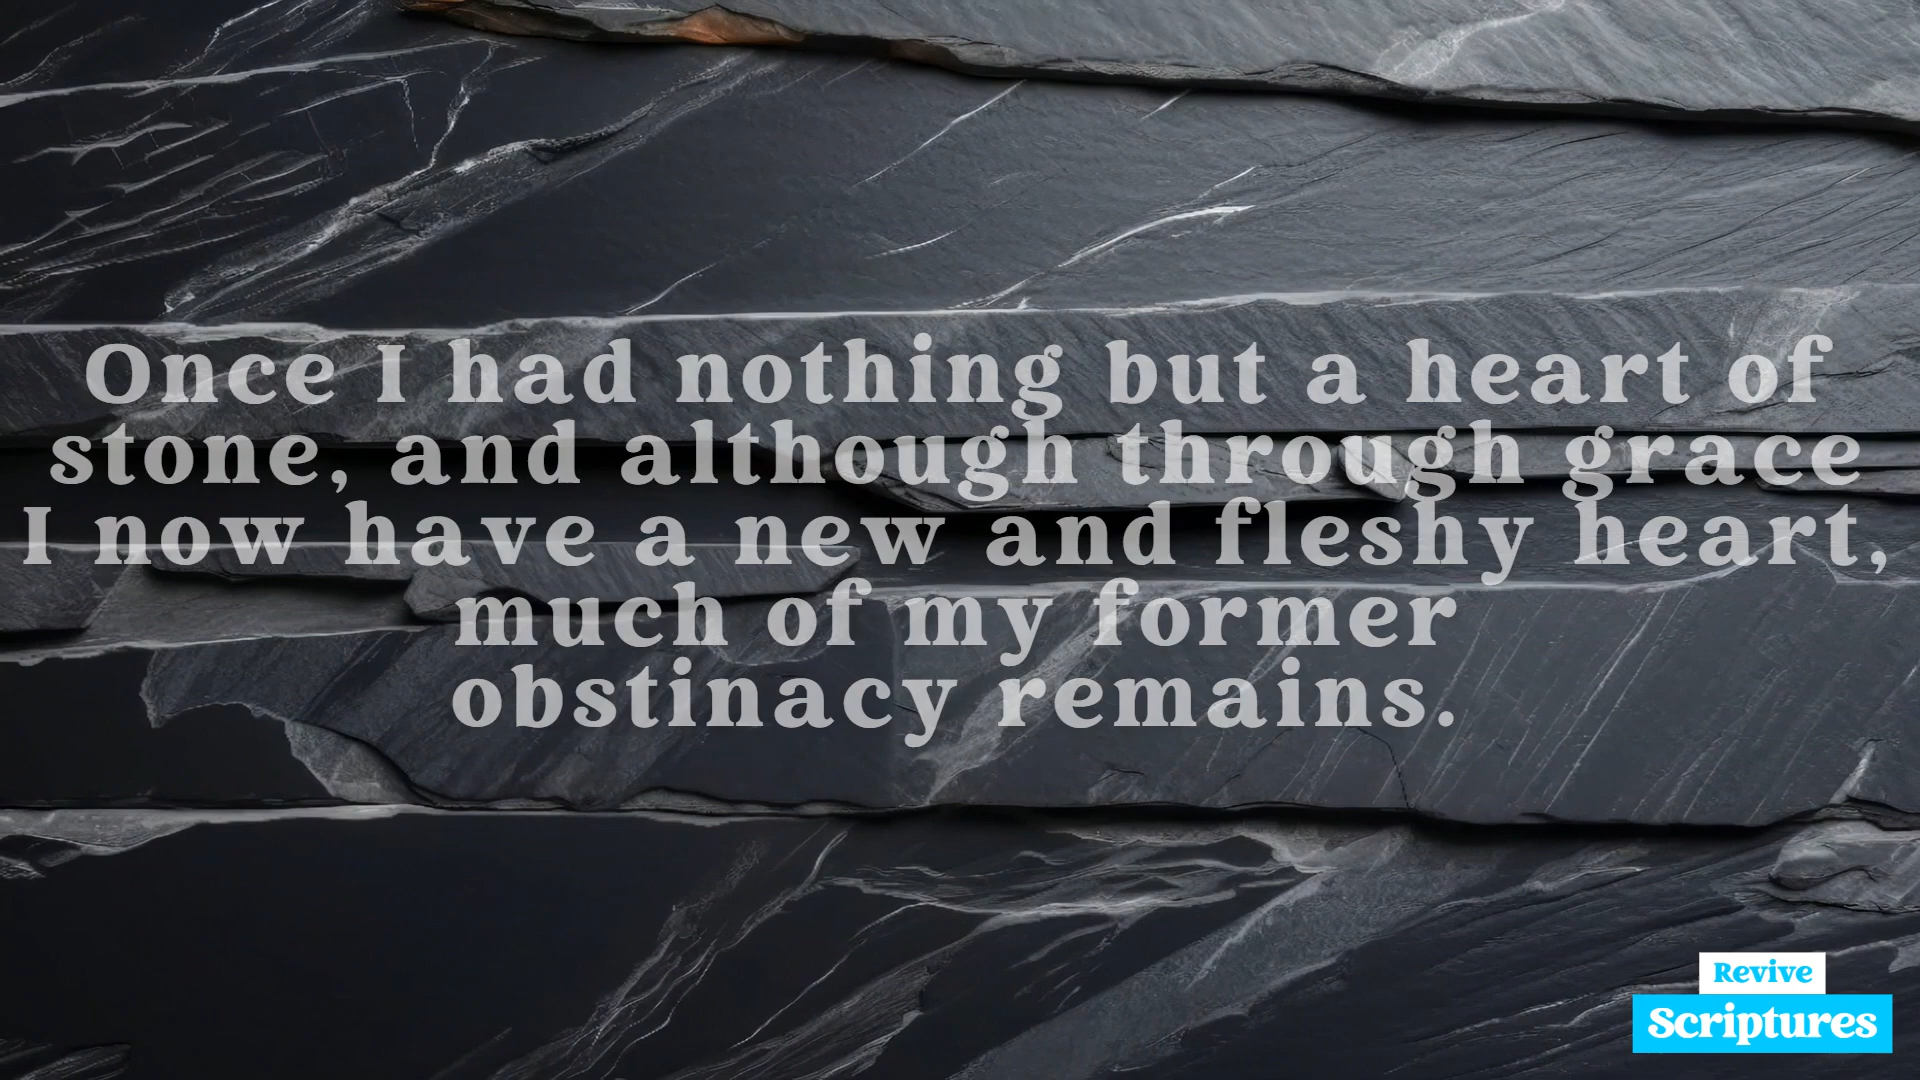 Once I had nothing but a heart of
stone, and although through grace
I now have a new and fleshy heart,
much of my former
obstinacy remains.
Revive
Scriptures